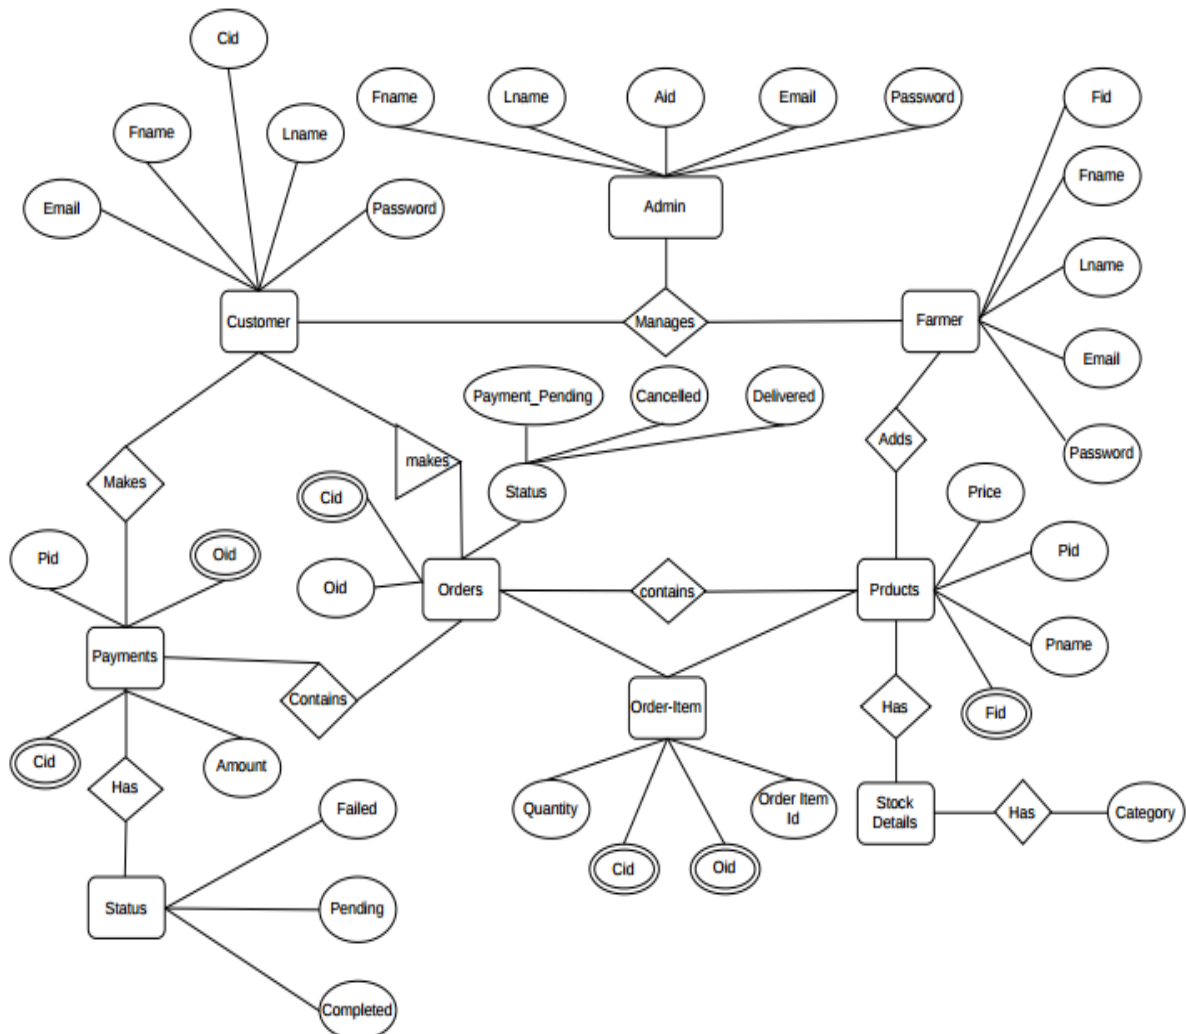 Cid
Fname
Lname
Aid
Email
Password
Fid
Fname
Lname
Fname
Email
Password
Admin
Lname
Customer
Manages
Farmer
Email
Payment_Pending
Cancelled
Delivered
Adds
Password
Makes
makes
Cid
Status
Price
Pid
Oid
Oid
Orders
contains
Prducts
Pid
Payments
Pname
Contains
Order-Item
Has
Fid
Cid
Has
Amount
Failed
Quantity
Order Item
Id
Stock
Details
Has
Category
Cid
Oid
Status
Pending
Completed